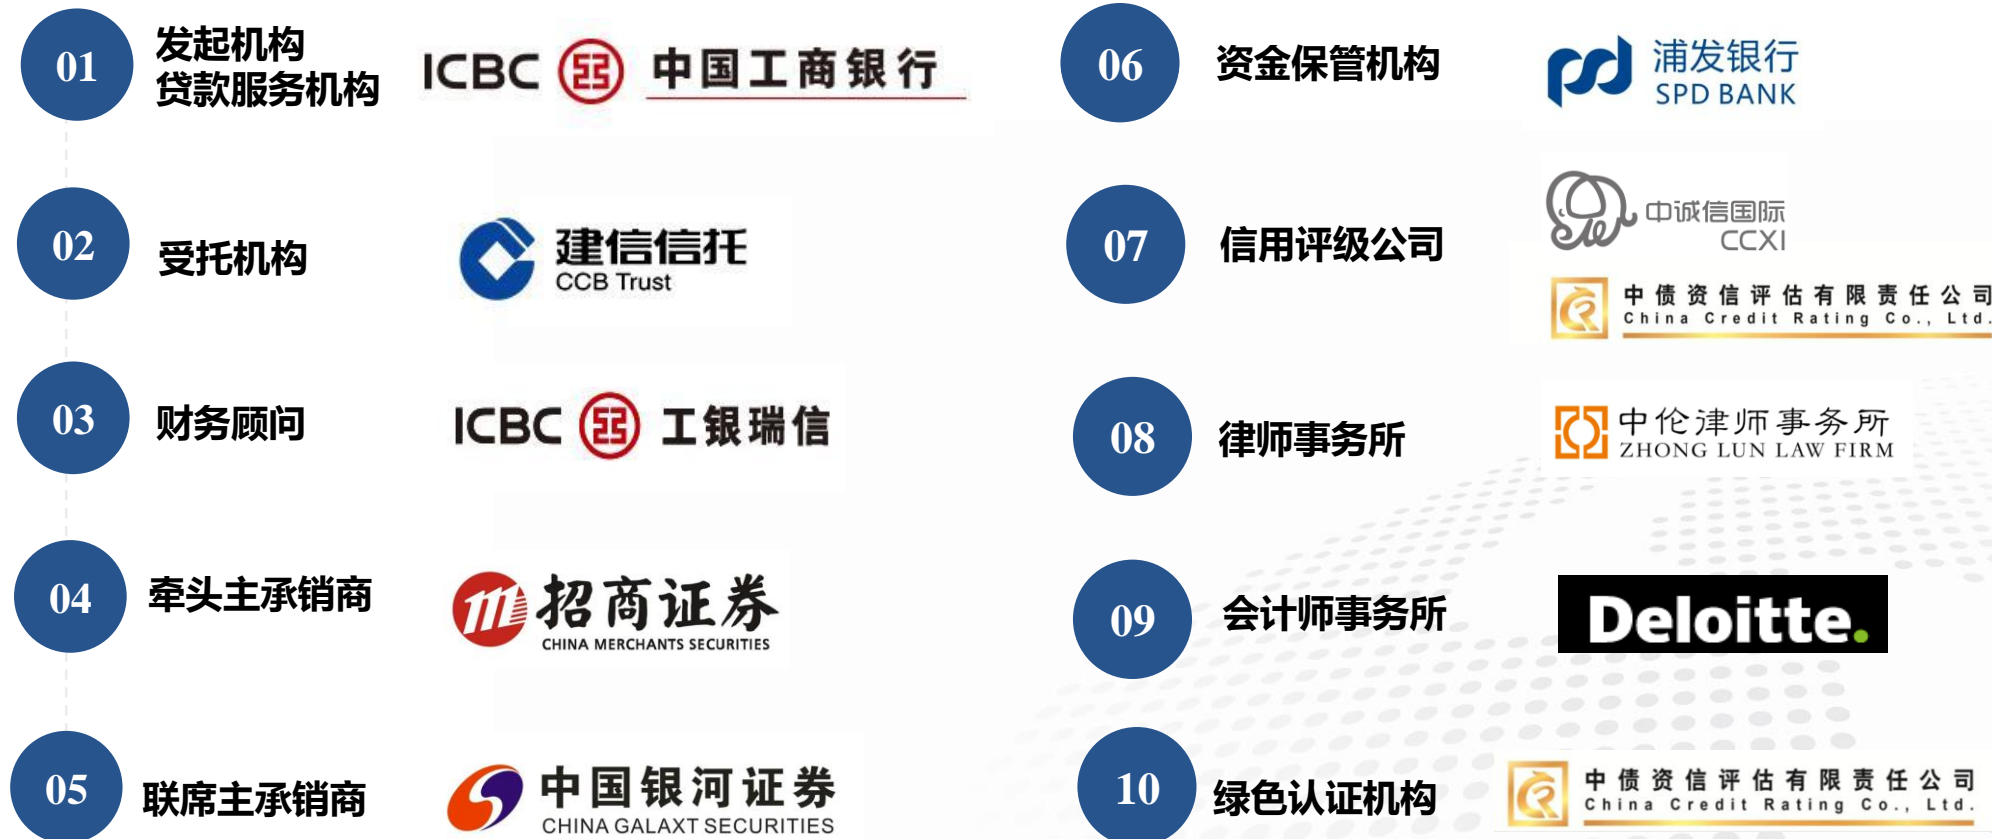 01
发起机构
贷款服务机构
ICBC 中国工商银行
02
受托机构
建信信托
CCB Trust
03
财务顾问
ICBC 工银瑞信
04
牵头主承销商
招商证券
CHINA MERCHANTS SECURITIES
05
联席主承销商
中国银河证券
CHINA GALAXT SECURITIES
06
资金保管机构
浦发银行
SPD BANK
07
信用评级公司
中诚信国际
CCXI
中债资信评估有限责任公司
China Credit Rating Co., Ltd.
08
律师事务所
中伦律师事务所
ZHONG LUN LAW FIRM
09
会计师事务所
Deloitte.
10
绿色认证机构
中债资信评估有限责任公司
China Credit Rating Co., Ltd.